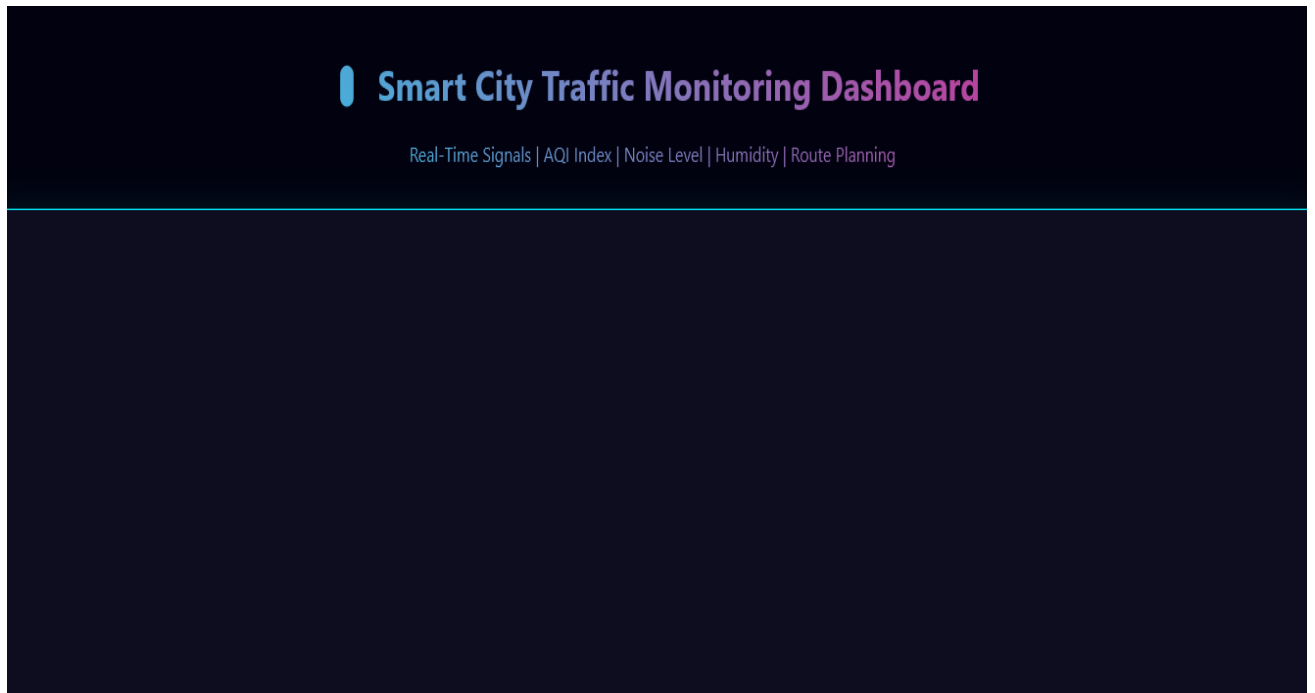 Smart City Traffic Monitoring Dashboard
Real-Time Signals | AQI Index | Noise Level | Humidity | Route Planning